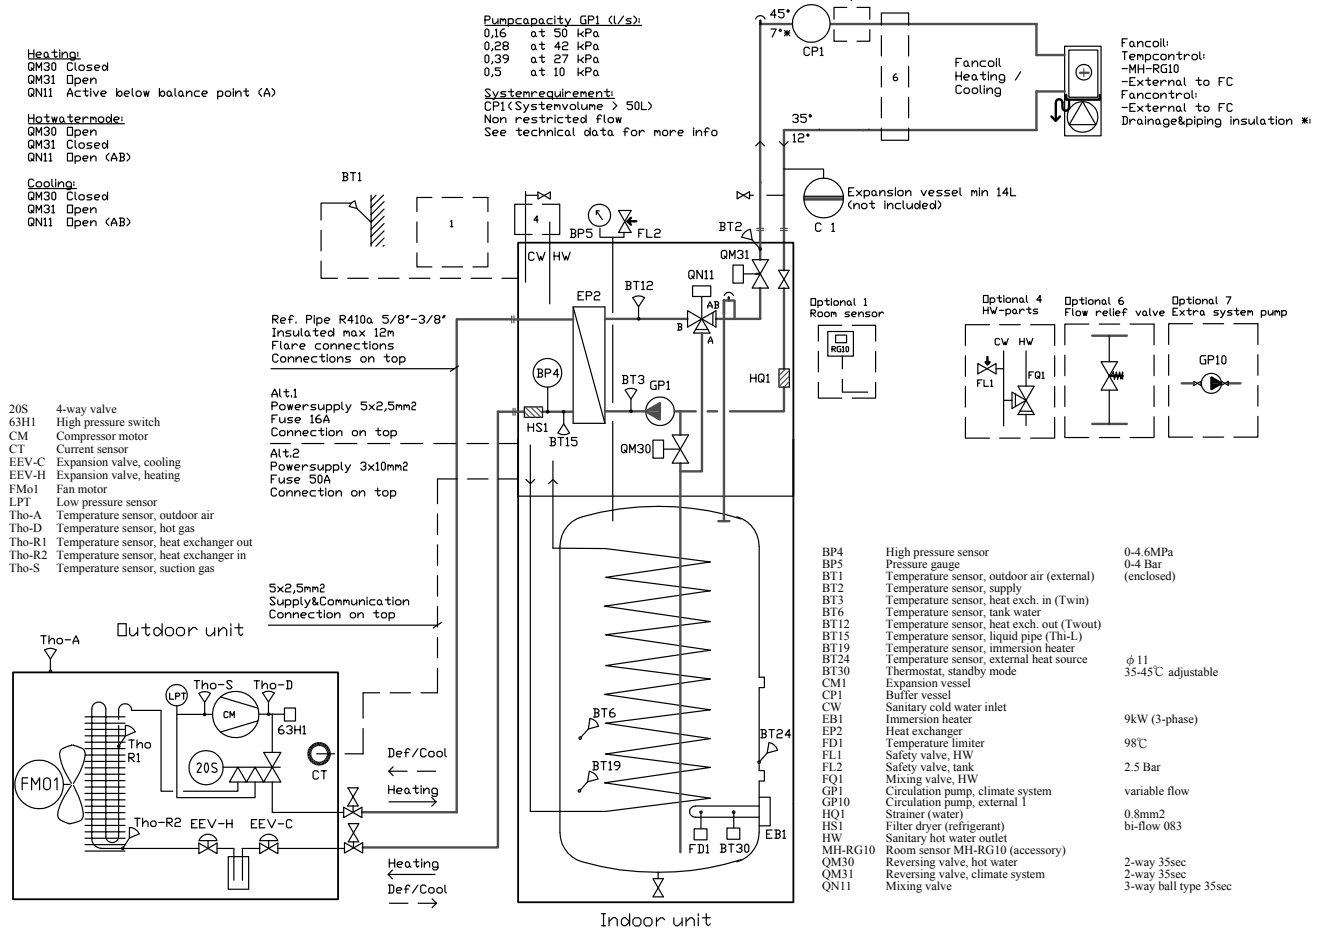 Pumpcapacity GP1 (l/s):
0,16 at 50 kPa
0,28 at 42 kPa
0,39 at 27 kPa
0,5 at 10 kPa
Systemrequirement:
CP1(Systemvolume > 50L)
Non restricted flow
See technical data for more info
Heating:
QM30 Closed
QM31 Open
QN11 Active below balance point (A)
Hotwatermode:
QM30 Open
QM31 Closed
QN11 Open (AB)
Cooling:
QM30 Closed
QM31 Open
QN11 Open (AB)
45°
7°*
CP1
6
Fancoil
Heating /
Cooling
35°
12°
Fancoil:
Tempcontrol:
-MH-RG10
-External to FC
Fancontrol:
-External to FC
Drainage&piping insulation *:
Expansion vessel min 14L
(not included)
C 1
BT1
1
4
BP5
FL2
BT2
CW HW
QM31
QN11
BT12
EP2
AB
B
A
BP4
BT3
GP1
HQ1
HS1
BT15
QM30
Ref. Pipe R410a 5/8"-3/8"
Insulated max 12m
Flare connections
Connections on top
Alt.1
Powersupply 5x2,5mm2
Fuse 16A
Connection on top
Alt.2
Powersupply 3x10mm2
Fuse 50A
Connection on top
5x2,5mm2
Supply&Communication
Connection on top
Optional 1
Room sensor
RG10
Optional 4
HW-parts
CW HW
FL1
FQ1
Optional 6
Flow relief valve
Optional 7
Extra system pump
GP10
20S 4-way valve
63H1 High pressure switch
CM Compressor motor
CT Current sensor
EEV-C Expansion valve, cooling
EEV-H Expansion valve, heating
FMo1 Fan motor
LPT Low pressure sensor
Tho-A Temperature sensor, outdoor air
Tho-D Temperature sensor, hot gas
Tho-R1 Temperature sensor, heat exchanger out
Tho-R2 Temperature sensor, heat exchanger in
Tho-S Temperature sensor, suction gas
Outdoor unit
Tho-A
LPT
Tho-S
Tho-D
CM
63H1
Tho
R1
20S
CT
FMO1
Tho-R2
EEV-H
EEV-C
Def/Cool
Heating
Heating
Def/Cool
BT6
BT19
BT24
FD1
BT30
EB1
Indoor unit
BP4 High pressure sensor 0-4.6MPa
BP5 Pressure gauge 0-4 Bar
BT1 Temperature sensor, outdoor air (external) (enclosed)
BT2 Temperature sensor, supply
BT3 Temperature sensor, heat exch. in (Twin)
BT6 Temperature sensor, tank water
BT12 Temperature sensor, heat exch. out (Twout)
BT15 Temperature sensor, liquid pipe (Thi-L)
BT19 Temperature sensor, immersion heater
BT24 Temperature sensor, external heat source ϕ 11
BT30 Thermostat, standby mode 35-45℃ adjustable
CM1 Expansion vessel
CP1 Buffer vessel
CW Sanitary cold water inlet
EB1 Immersion heater 9kW (3-phase)
EP2 Heat exchanger
FD1 Temperature limiter 98℃
FL1 Safety valve, HW
FL2 Safety valve, tank 2.5 Bar
FQ1 Mixing valve, HW
GP1 Circulation pump, climate system variable flow
GP10 Circulation pump, external 1
HQ1 Strainer (water) 0.8mm2
HS1 Filter dryer (refrigerant) bi-flow 083
HW Sanitary hot water outlet
MH-RG10 Room sensor MH-RG10 (accessory)
QM30 Reversing valve, hot water 2-way 35sec
QM31 Reversing valve, climate system 2-way 35sec
QN11 Mixing valve 3-way ball type 35sec